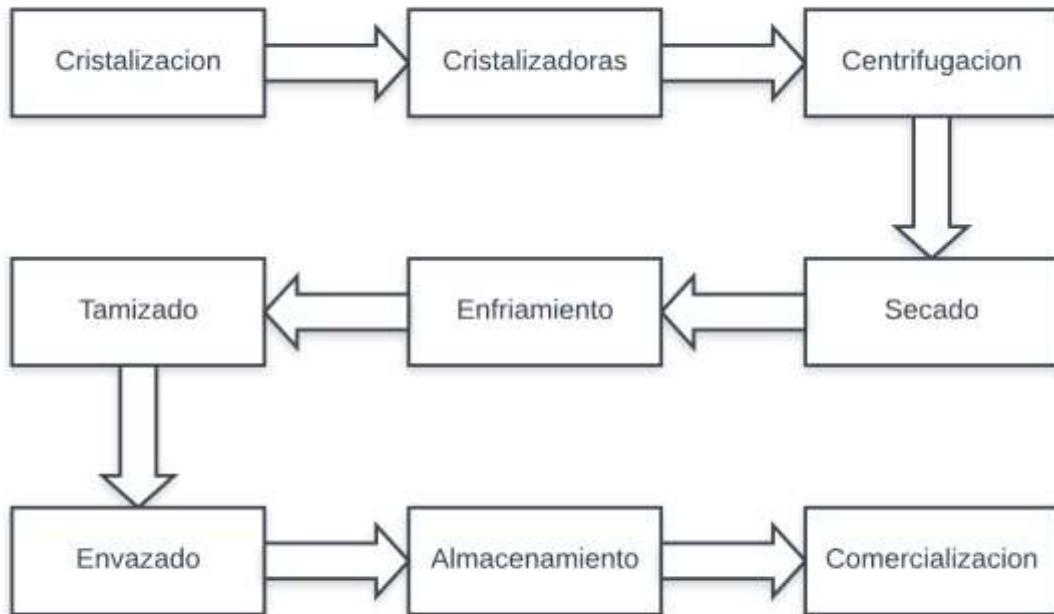 Cristalizacion
Cristalizadoras
Centrifugacion
Secado
Enfriamiento
Tamizado
Envazado
Almacenamiento
Comercializacion